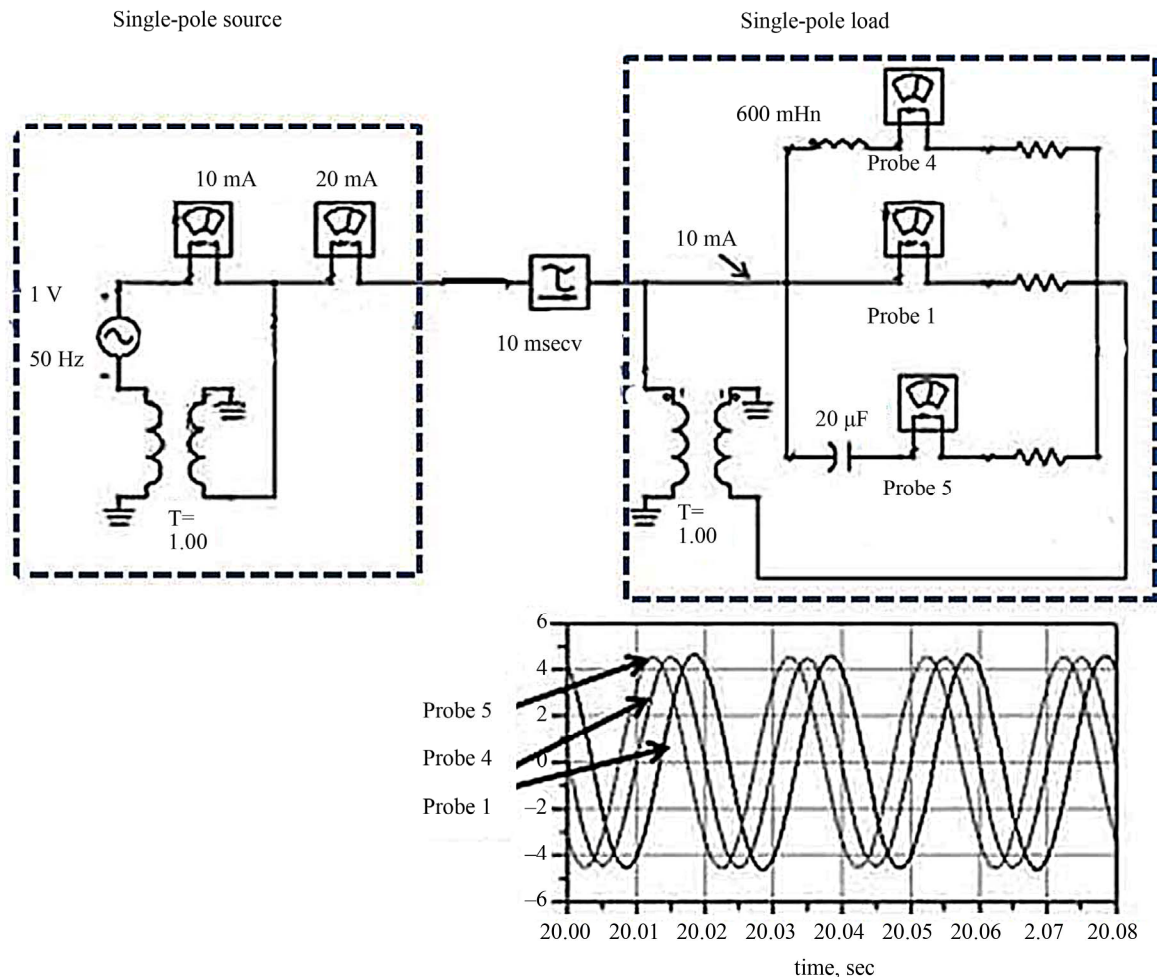 Single-pole source
Single-pole load
600 mHn
Probe 4
10 mA
20 mA
10 mA
1 V
Probe 1
50 Hz
10 msecv
20 μF
Probe 5
T=
1.00
T=
1.00
6
4
2
0
–2
–4
–6
Probe 5
Probe 4
Probe 1
20.00 20.01 20.02 20.03 20.04 20.05 20.06 2.07 20.08
time, sec